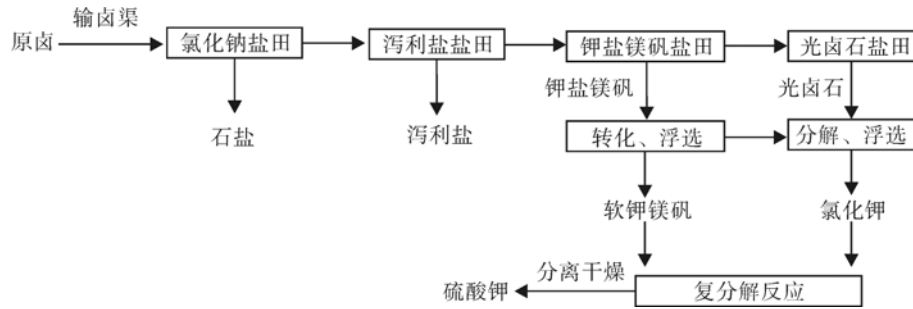 输卤渠
原卤
氯化钠盐田
泻利盐盐田
钾盐镁矾盐田
光卤石盐田
钾盐镁矾
光卤石
石盐
泻利盐
转化、浮选
分解、浮选
软钾镁矾
氯化钾
分离干燥
硫酸钾
复分解反应